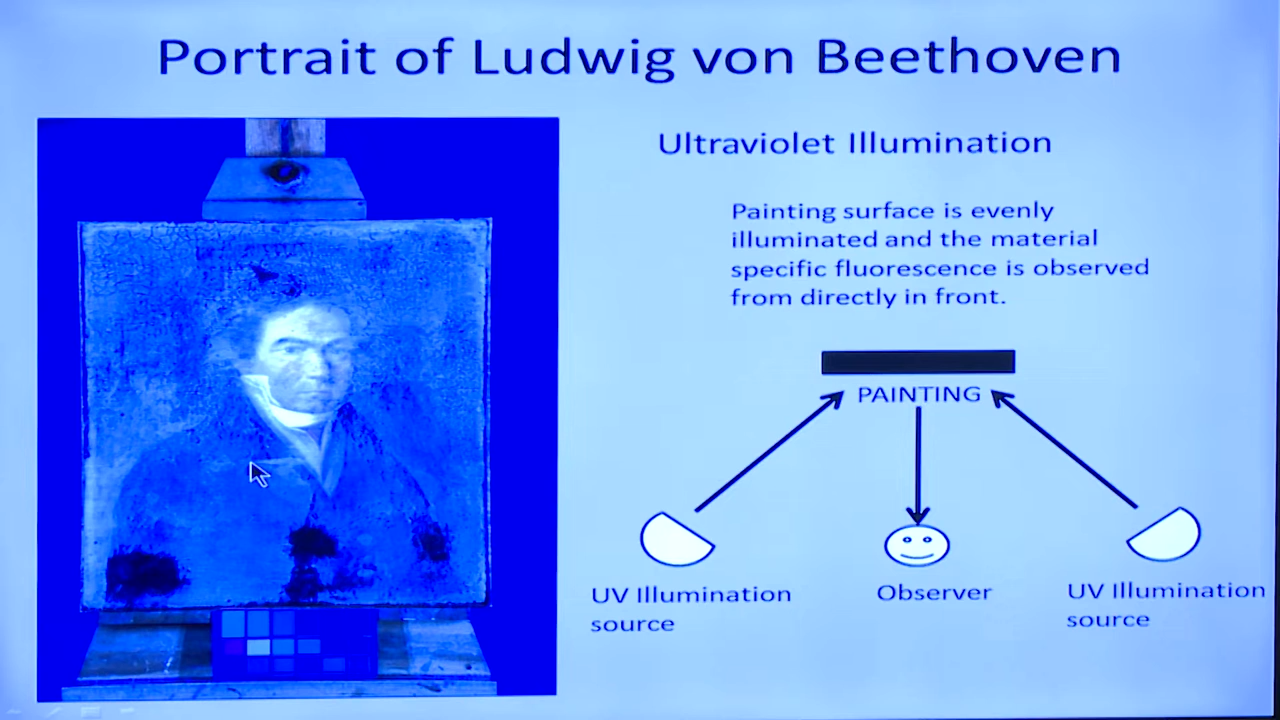 Portrait of Ludwig von Beethoven
Ultraviolet Illumination
Painting surface is evenly
illuminated and the material
specific fluorescence is observed
from directly in front.
PAINTING
UV Illumination
source
Observer
UV Illumination
source